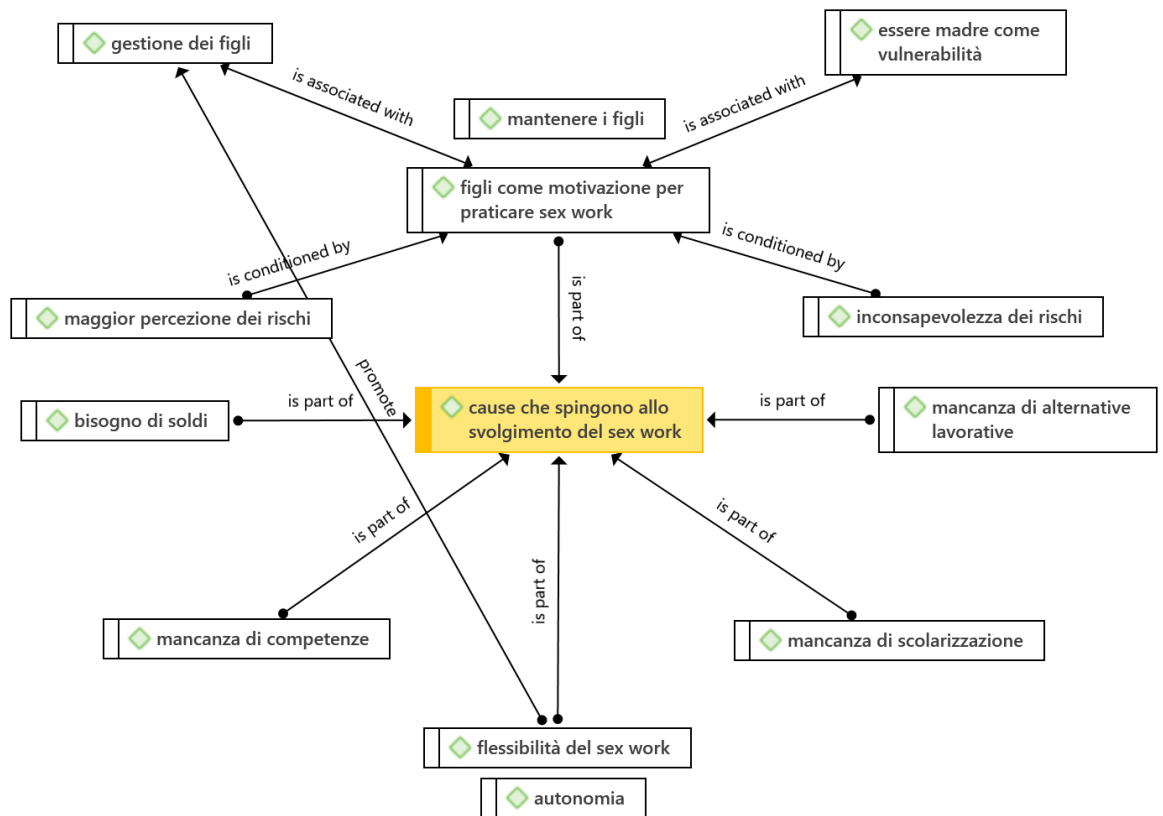 gestione dei figli
essere madre come
vulnerabilità
is associated with
is associated with
mantenere i figli
figli come motivazione per
praticare sex work
is conditioned by
is conditioned by
is part of
maggior percezione dei rischi
inconsapevolezza dei rischi
promote
bisogno di soldi
is part of
cause che spingono allo
svolgimento del sex work
is part of
mancanza di alternative
lavorative
is part of
is part of
is part of
mancanza di competenze
mancanza di scolarizzazione
flessibilità del sex work
autonomia